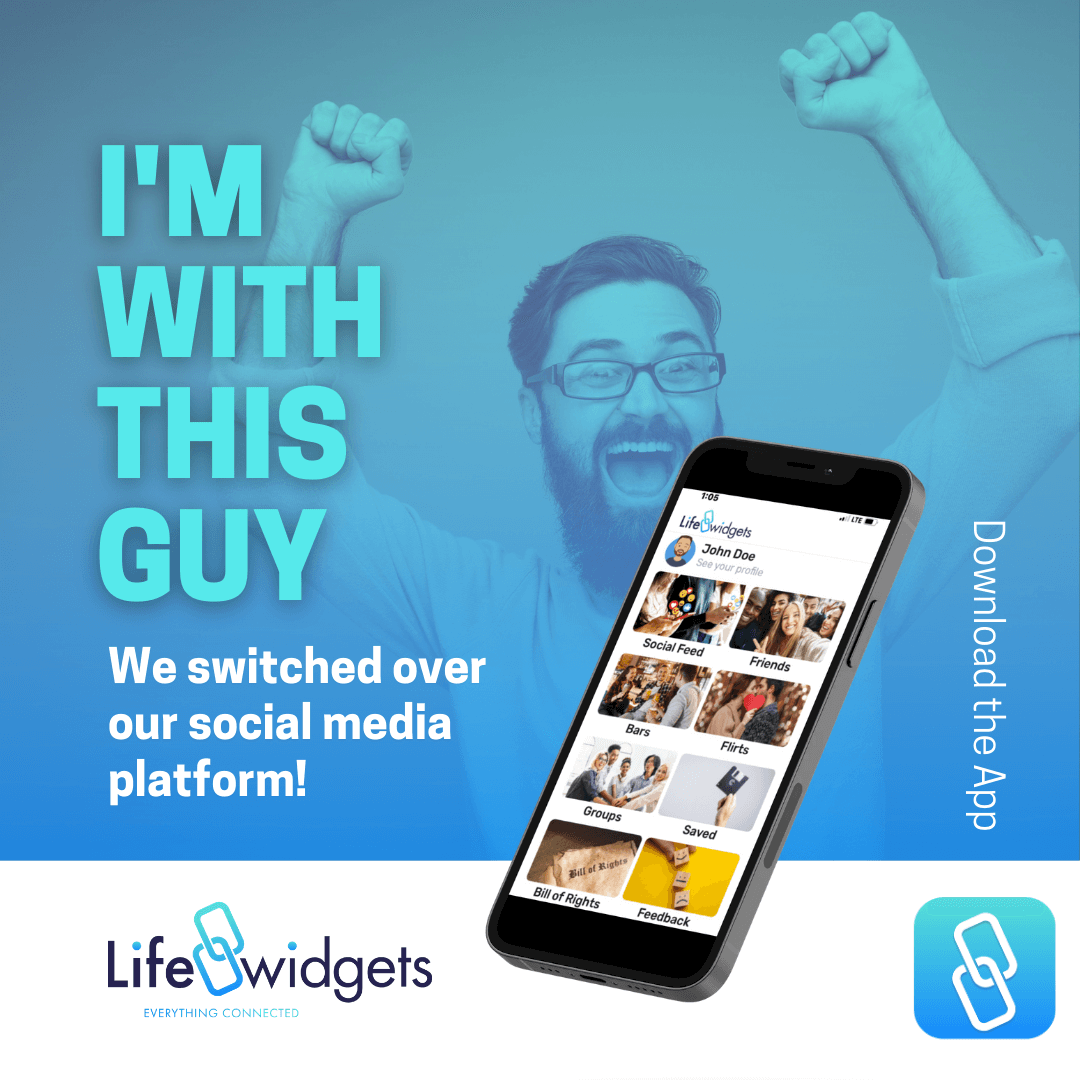 I'M
WITH
THIS
GUY
We switched over
our social media
platform!
1:05
LTE
Lifewidgets
John Doe
See your profile
Social Feed
Friends
Bars
Flirts
Groups
Saved
Bill of Rights
Bill of Rights
Feedback
Download the App
Lifewidgets
EVERYTHING CONNECTED